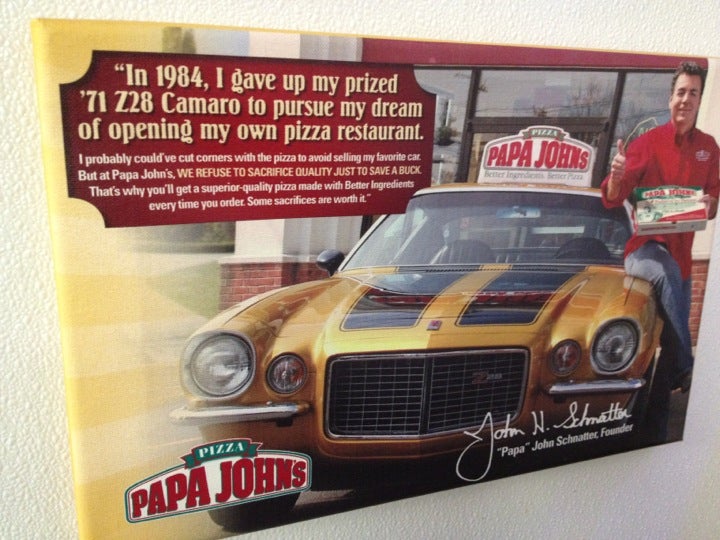 “In 1984, I gave up my prized
’71 Z28 Camaro to pursue my dream
of opening my own pizza restaurant.
I probably could’ve cut corners with the pizza to avoid selling my favorite car.
But at Papa John’s, WE REFUSE TO SACRIFICE QUALITY JUST TO SAVE A BUCK.
That’s why you’ll get a superior-quality pizza made with Better Ingredients
every time you order. Some sacrifices are worth it.”
PIZZA
PAPA JOHNS
Better Ingredients. Better Pizza.
PAPA JOHNS
Z28
John H. Schnatter
"Papa" John Schnatter, Founder
PIZZA
PAPA JOHNS